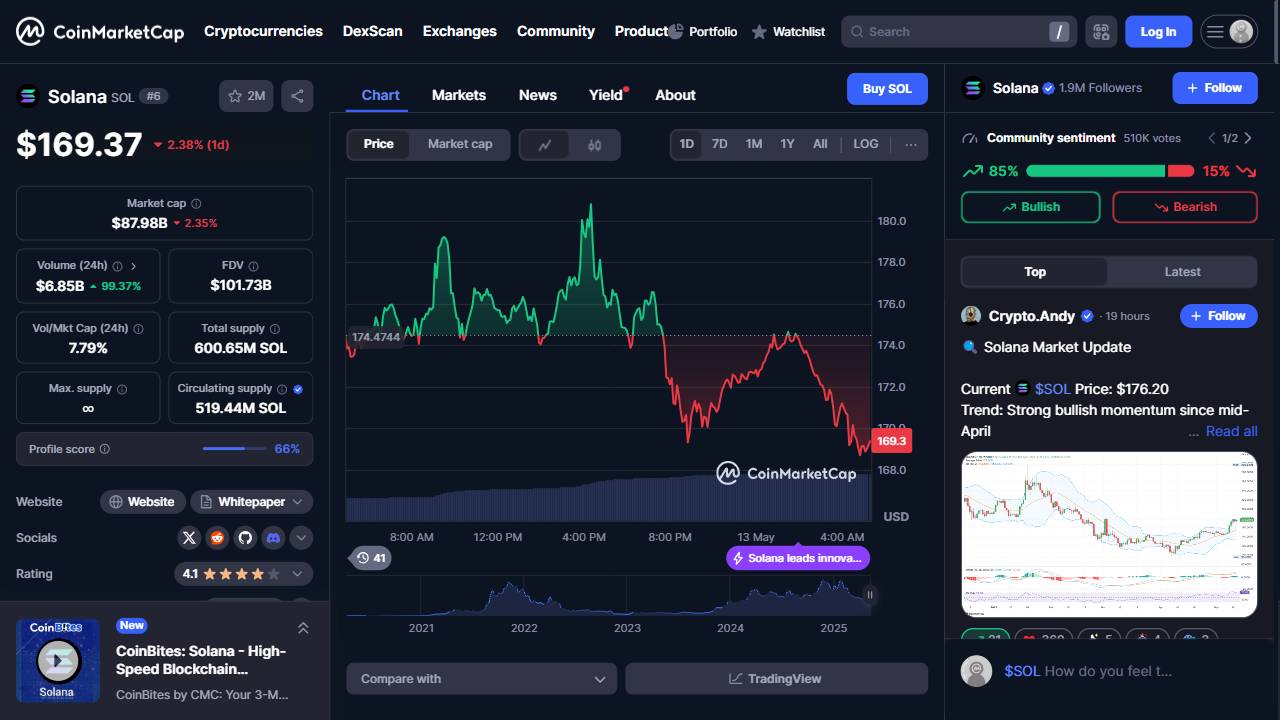 CoinMarketCap
Cryptocurrencies DexScan Exchanges Community Product Portfolio Watchlist Search / Log In
Solana SOL #6 2M
$169.37 2.38% (1d)
Market cap
$87.98B 2.35%
Volume (24h) FDV
$6.85B 99.37% $101.73B
Vol/Mkt Cap (24h) Total supply
7.79% 600.65M SOL
Max. supply Circulating supply
∞ 519.44M SOL
Profile score 66%
Website Website Whitepaper
Socials
Rating 4.1
CoinBites
Solana
New
CoinBites: Solana - High-
Speed Blockchain...
CoinBites by CMC: Your 3-M...
Chart Markets News Yield About Buy SOL
Price Market cap 1D 7D 1M 1Y All LOG ...
180.0
178.0
176.0
174.4744
174.0
172.0
170.0
169.3
168.0
CoinMarketCap
USD
8:00 AM 12:00 PM 4:00 PM 8:00 PM 13 May 4:00 AM
41 Solana leads innova...
2021 2022 2023 2024 2025
Compare with TradingView
Solana 1.9M Followers + Follow
Community sentiment 510K votes 1/2
85% 15%
Bullish Bearish
Top Latest
Crypto.Andy · 19 hours + Follow
Solana Market Update
Current $SOL Price: $176.20
Trend: Strong bullish momentum since mid-
April ... Read all
$SOL How do you feel t...